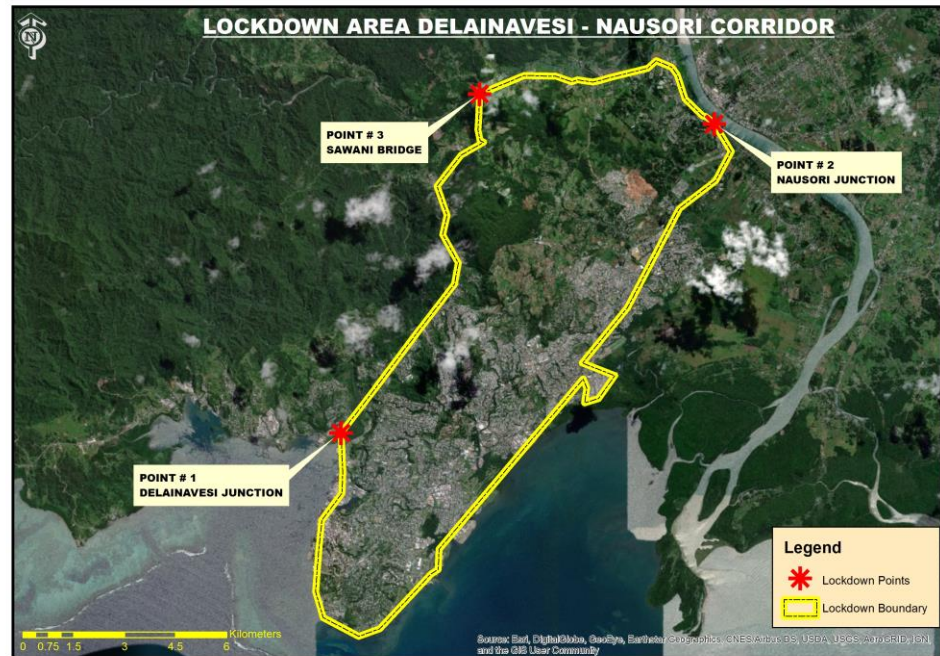 LOCKDOWN AREA DELAINAVESI - NAUSORI CORRIDOR
N
POINT # 3
SAWANI BRIDGE
POINT # 2
NAUSORI JUNCTION
POINT # 1
DELAINAVESI JUNCTION
Legend
Lockdown Points
Lockdown Boundary
Kilometers
0 0.75 1.5 3 4.5 6
Source: Esri, DigitalGlobe, GeoEye, Earthstar Geographics, CNES/Airbus DS, USDA, USGS, AeroGRID, IGN,
and the GIS User Community